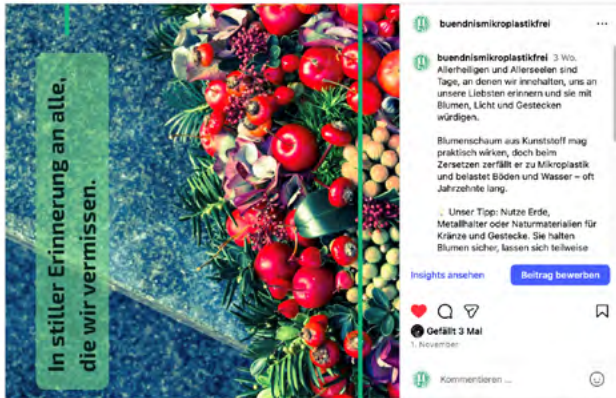 In stiller Erinnerung an alle,
die wir vermissen.
buendnismikroplastikfrei
buendnismikroplastikfrei 3 Wo.
Allerheiligen und Allerseelen sind
Tage, an denen wir innehalten, uns an
unsere Liebsten erinnern und sie mit
Blumen, Licht und Gestecken
würdigen.
Blumenschaum aus Kunststoff mag
praktisch wirken, doch beim
Zersetzen zerfällt er zu Mikroplastik
und belastet Böden und Wasser – oft
Jahrzehnte lang.
Unser Tipp: Nutze Erde,
Metallhalter oder Naturmaterialien für
Kränze und Gestecke. Sie halten
Blumen sicher, lassen sich teilweise
Insights ansehen
Beitrag bewerben
Gefällt 3 Mal
1. November
Kommentieren ...